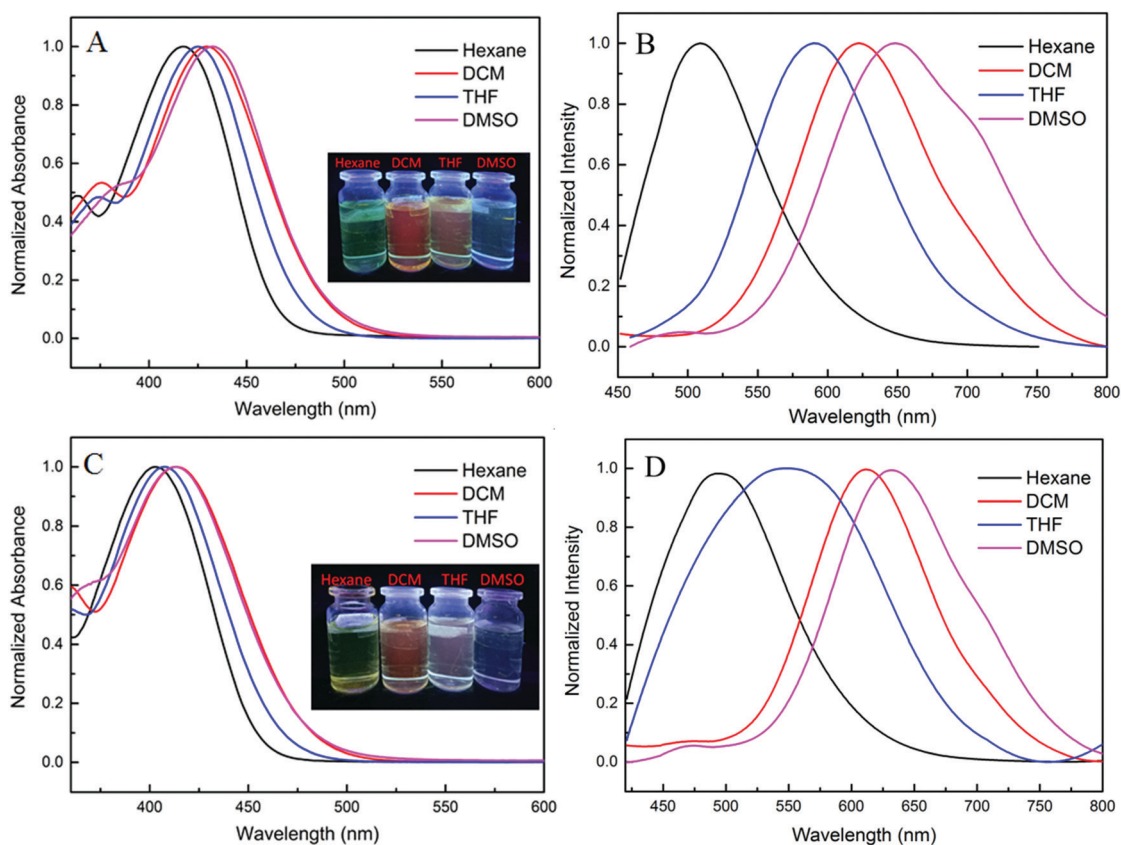 A
Hexane
DCM
THF
DMSO
Hexane DCM THF DMSO
1.0
0.8
0.6
0.4
0.2
0.0
400 450 500 550 600
Normalized Absorbance
Wavelength (nm)
B
Hexane
DCM
THF
DMSO
1.0
0.8
0.6
0.4
0.2
0.0
450 500 550 600 650 700 750 800
Normalized Intensity
Wavelength (nm)
C
Hexane
DCM
THF
DMSO
Hexane DCM THF DMSO
1.0
0.8
0.6
0.4
0.2
0.0
400 450 500 550 600
Normalized Absorbance
Wavelength (nm)
D
Hexane
DCM
THF
DMSO
1.0
0.8
0.6
0.4
0.2
0.0
450 500 550 600 650 700 750 800
Normalized Intensity
Wavelength (nm)